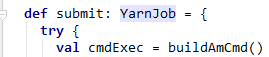 def submit: YarnJob = {
try {
val cmdExec = buildAmCmd()